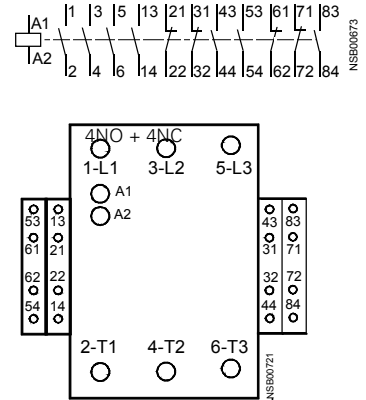 1 3 5 13 21 31 43 53 61 71 83
A1
A2
2 4 6 14 22 32 44 54 62 72 84
NSB00673
4NO + 4NC
1-L1 3-L2 5-L3
A1
A2
53 13 43 83
61 21 31 71
62 22 32 72
54 14 44 84
2-T1 4-T2 6-T3
NSB00721